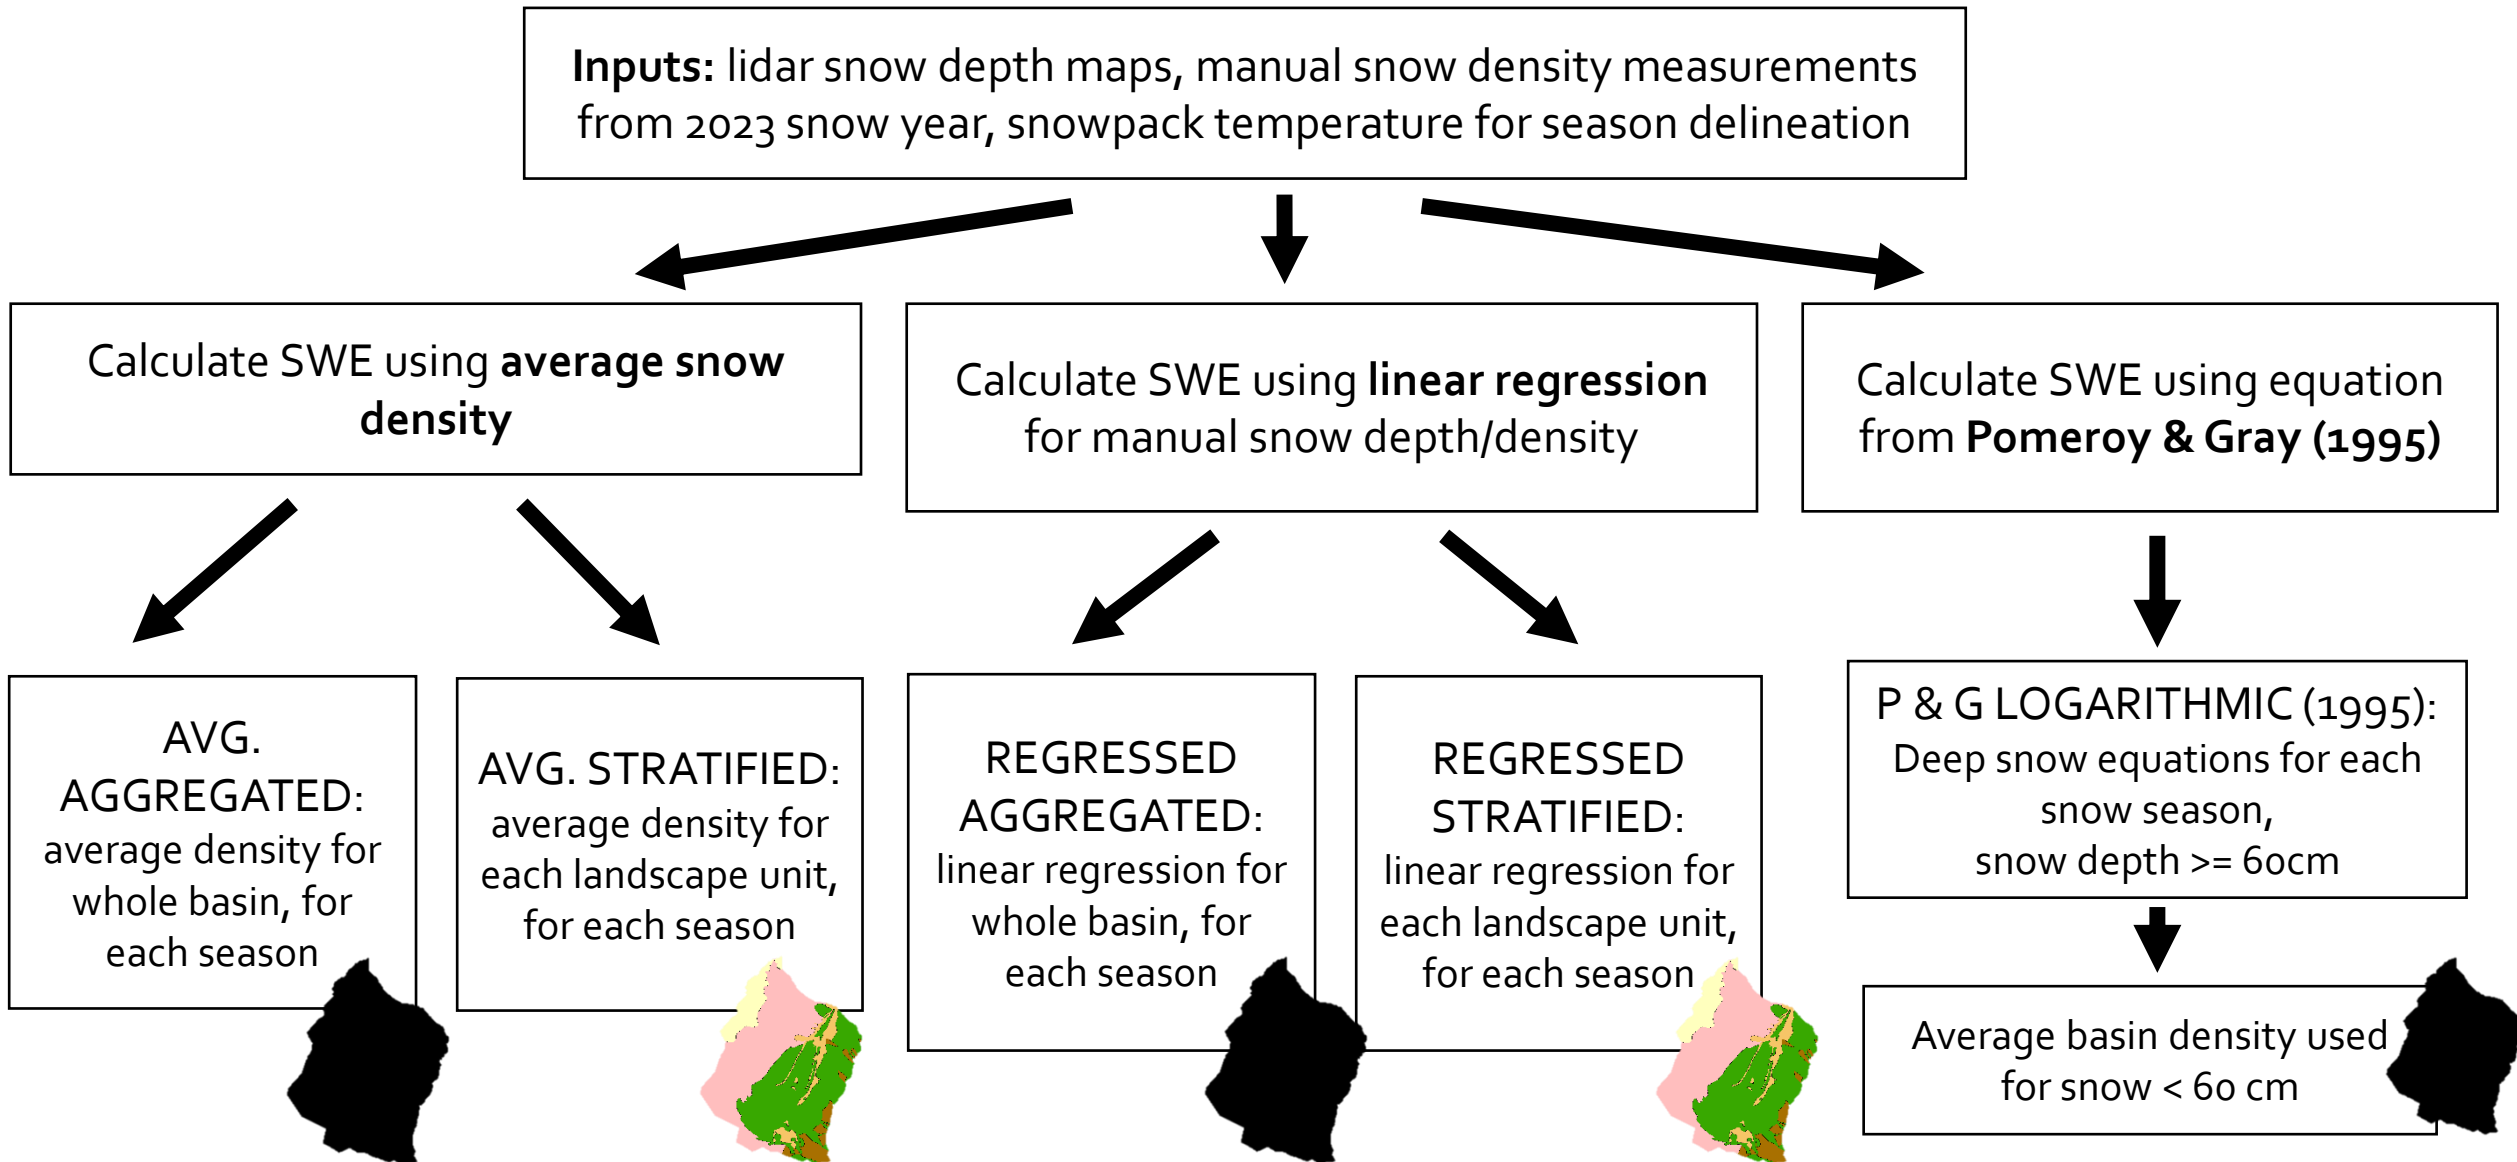 Inputs: lidar snow depth maps, manual snow density measurements
from 2023 snow year, snowpack temperature for season delineation
Calculate SWE using average snow
density
Calculate SWE using linear regression
for manual snow depth/density
Calculate SWE using equation
from Pomeroy & Gray (1995)
AVG.
AGGREGATED:
average density for
whole basin, for
each season
AVG. STRATIFIED:
average density for
each landscape unit,
for each season
REGRESSED
AGGREGATED:
linear regression for
whole basin, for
each season
REGRESSED
STRATIFIED:
linear regression for
each landscape unit,
for each season
P & G LOGARITHMIC (1995):
Deep snow equations for each
snow season,
snow depth >= 60cm
Average basin density used
for snow < 60 cm